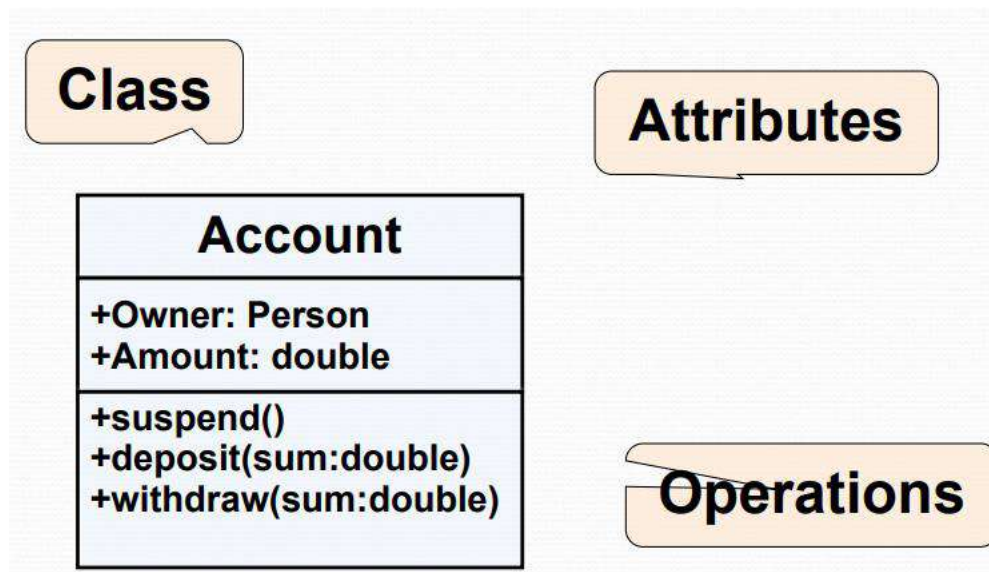 Class
Attributes
Account
+Owner: Person
+Amount: double
+suspend()
+deposit(sum:double)
+withdraw(sum:double)
Operations